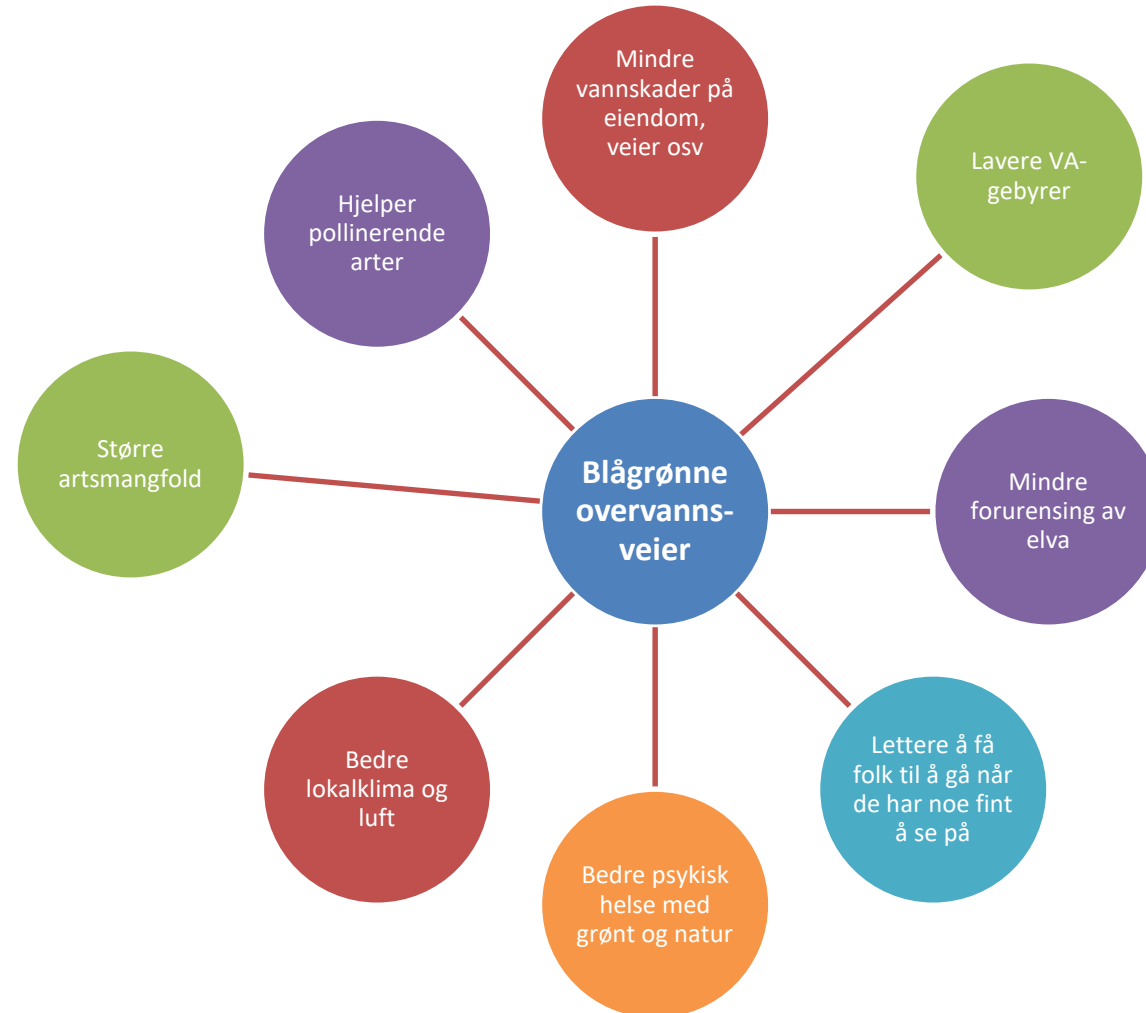 Mindre
vannskader på
eiendom,
veier osv
Lavere VA-
gebyrer
Hjelper
pollinerende
arter
Større
artsmangfold
Blågrønne
overvanns-
veier
Mindre
forurensing av
elva
Bedre
lokalklima og
luft
Lettere å få
folk til å gå når
de har noe fint
å se på
Bedre psykisk
helse med
grønt og natur